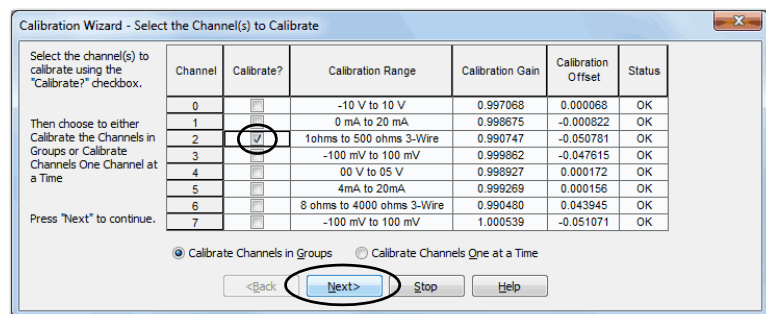 Calibration Wizard - Select the Channel(s) to Calibrate
Select the channel(s) to
calibrate using the
"Calibrate?" checkbox.
Then choose to either
Calibrate the Channels in
Groups or Calibrate
Channels One Channel at
a Time
Press "Next" to continue.
Channel Calibrate? Calibration Range Calibration Gain Calibration Offset Status
0 -10 V to 10 V 0.997068 0.000068 OK
1 0 mA to 20 mA 0.998675 -0.000822 OK
2 1ohms to 500 ohms 3-Wire 0.990747 -0.050781 OK
3 -100 mV to 100 mV 0.999862 -0.047615 OK
4 00 V to 05 V 0.998927 0.000172 OK
5 4mA to 20mA 0.999269 0.000156 OK
6 8 ohms to 4000 ohms 3-Wire 0.990480 0.043945 OK
7 -100 mV to 100 mV 1.000539 -0.051071 OK
Calibrate Channels in Groups Calibrate Channels One at a Time
<Back Next> Stop Help